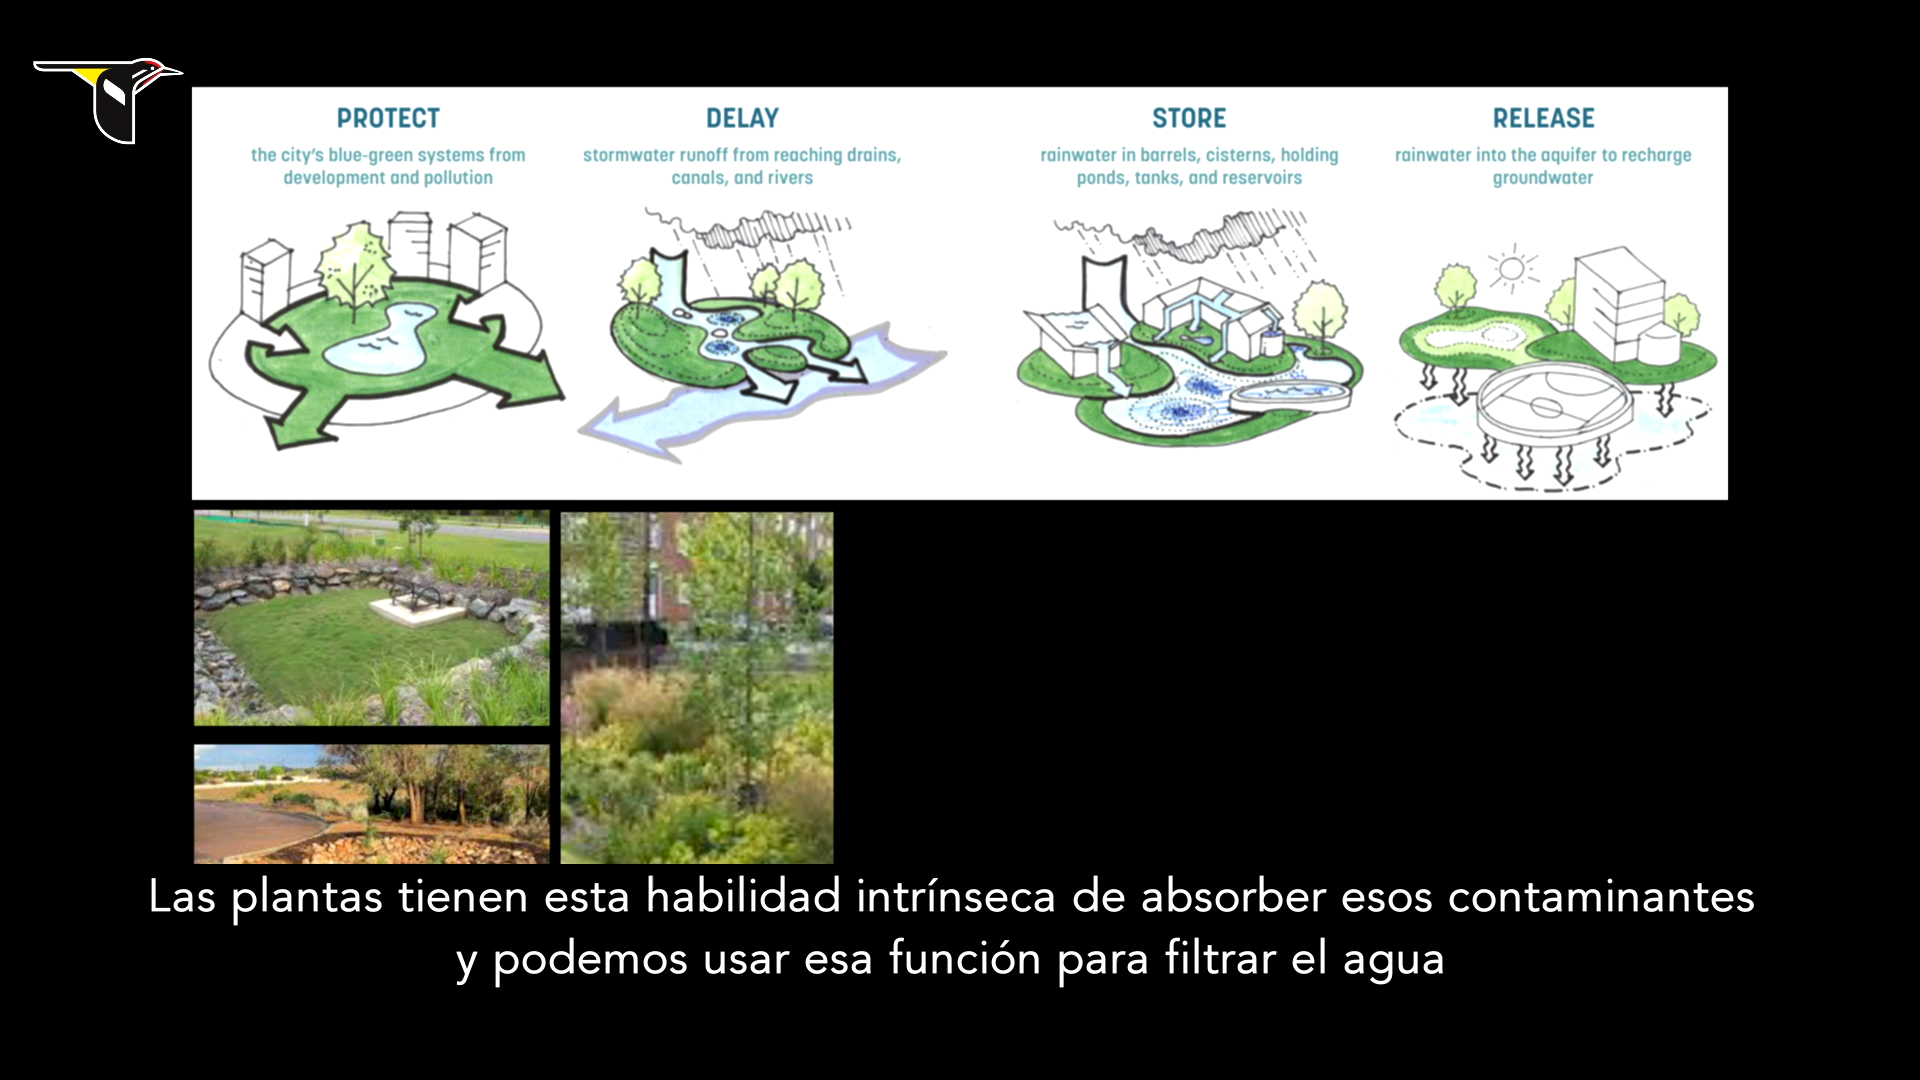 PROTECT
the city's blue-green systems from
development and pollution
DELAY
stormwater runoff from reaching drains,
canals, and rivers
STORE
rainwater in barrels, cisterns, holding
ponds, tanks, and reservoirs
RELEASE
rainwater into the aquifer to recharge
groundwater
Las plantas tienen esta habilidad intrínseca de absorber esos contaminantes
y podemos usar esa función para filtrar el agua